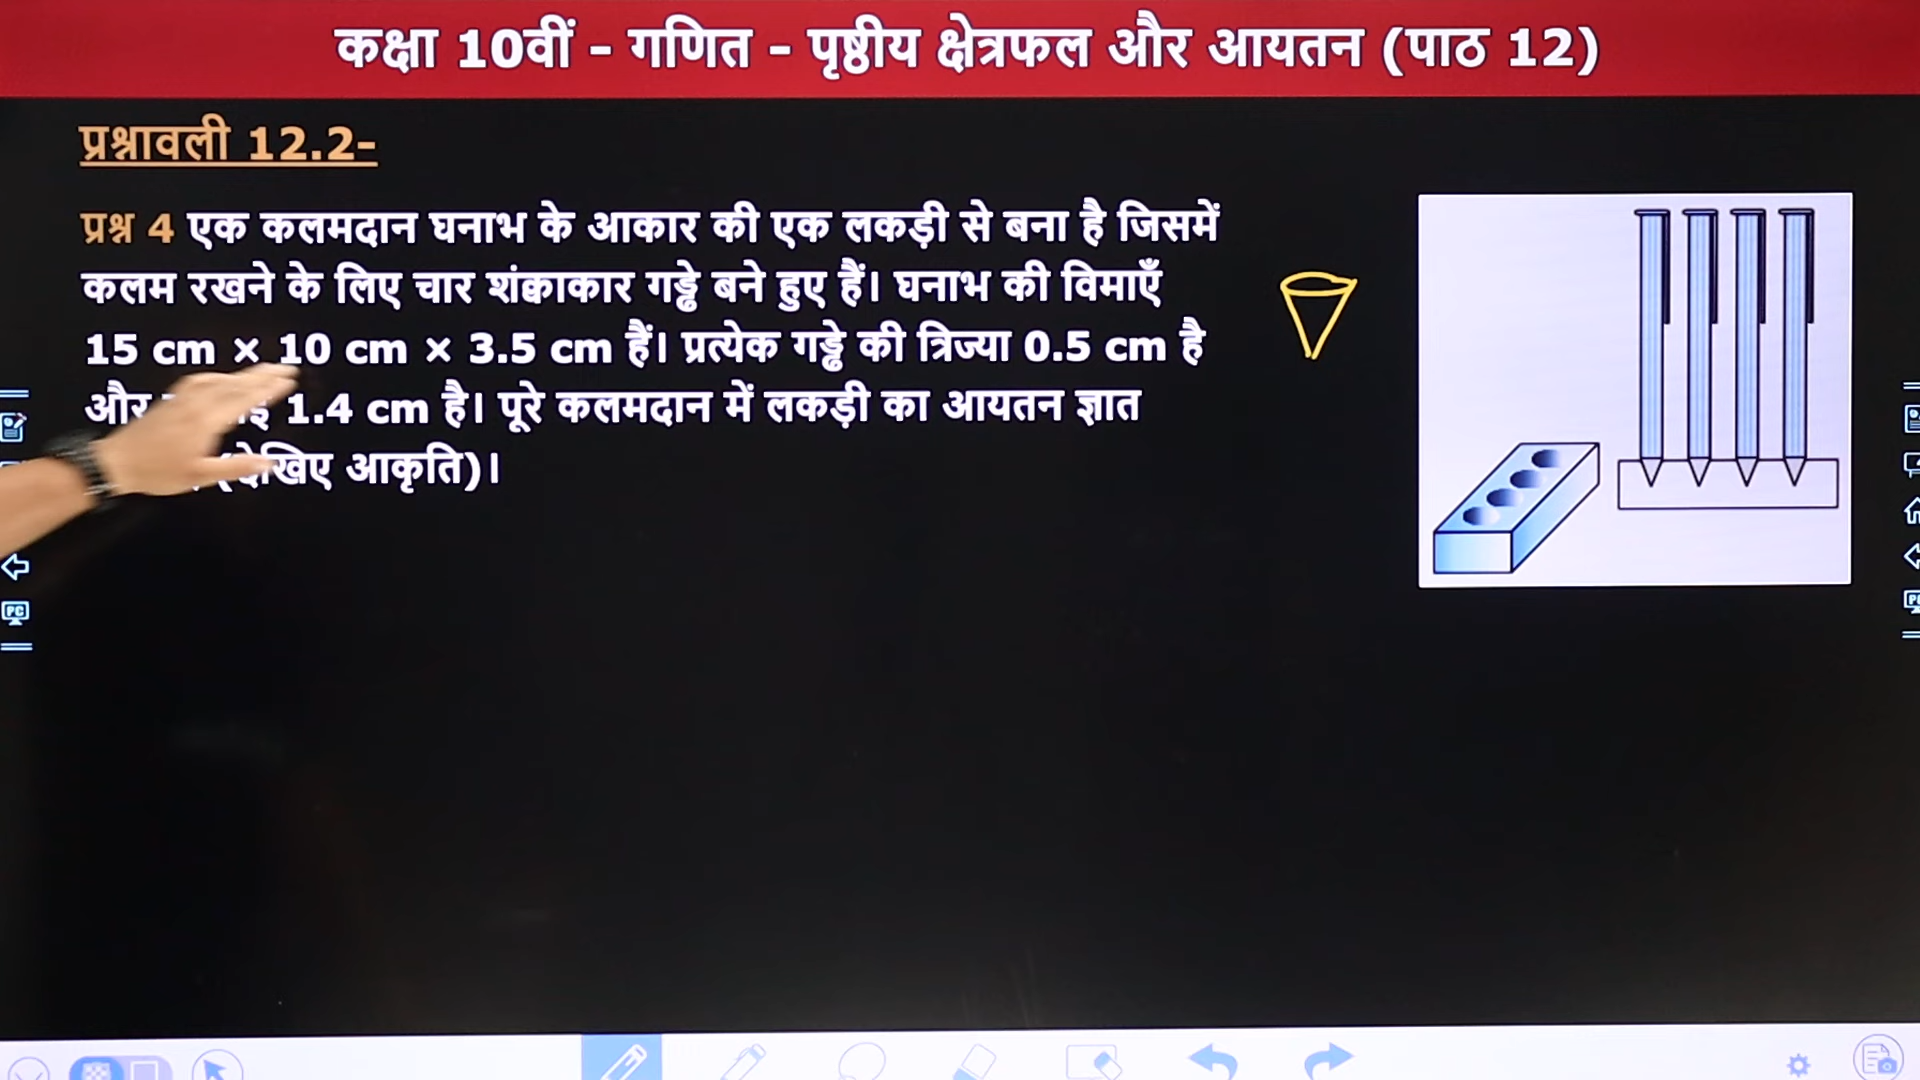 कक्षा 10वीं - गणित - पृष्ठीय क्षेत्रफल और आयतन (पाठ 12)
प्रश्नावली 12.2-
प्रश्न 4 एक कलमदान घनाभ के आकार की एक लकड़ी से बना है जिसमें
कलम रखने के लिए चार शंक्वाकार गड्ढे बने हुए हैं। घनाभ की विमाएँ
15 cm × 10 cm × 3.5 cm हैं। प्रत्येक गड्ढे की त्रिज्या 0.5 cm है
और 1.4 cm है। पूरे कलमदान में लकड़ी का आयतन ज्ञात
(देखिए आकृति)।
PC